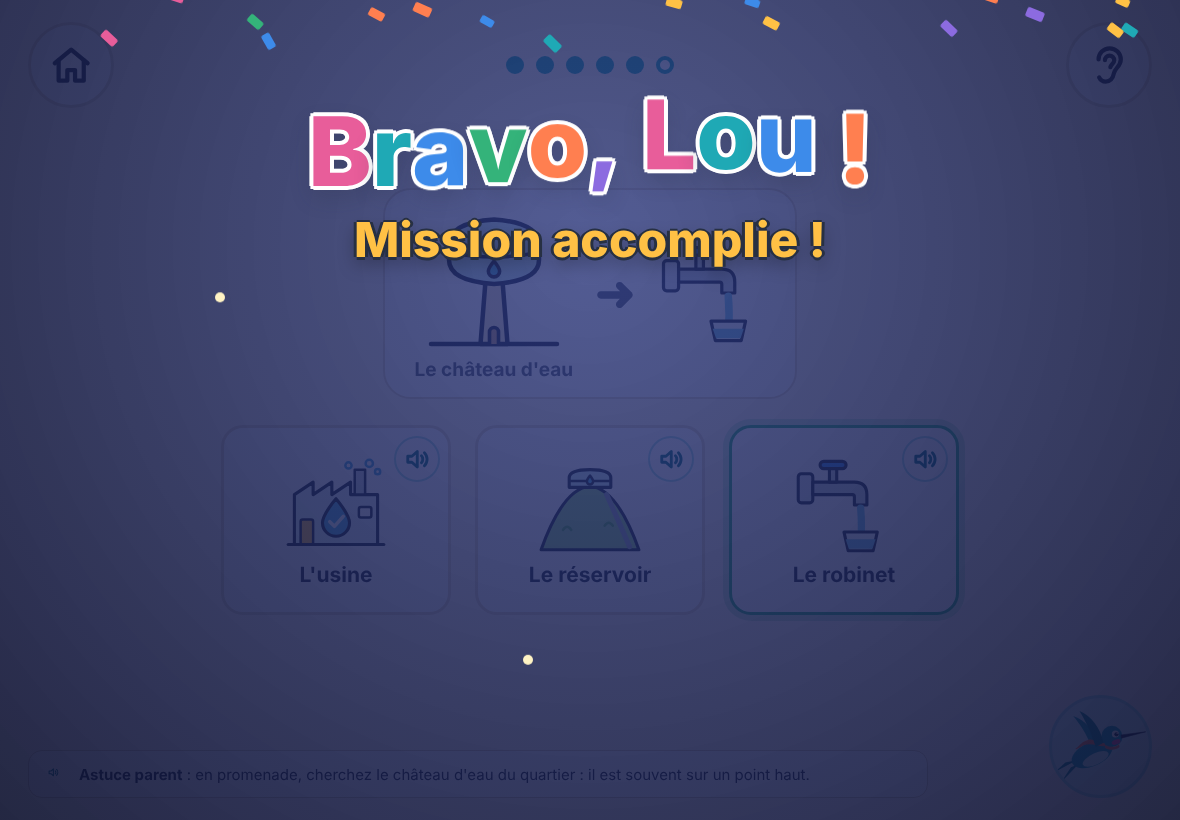 Bravo, Lou !
Mission accomplie !
Le château d'eau
L'usine
Le réservoir
Le robinet
Astuce parent : en promenade, cherchez le château d'eau du quartier : il est souvent sur un point haut.